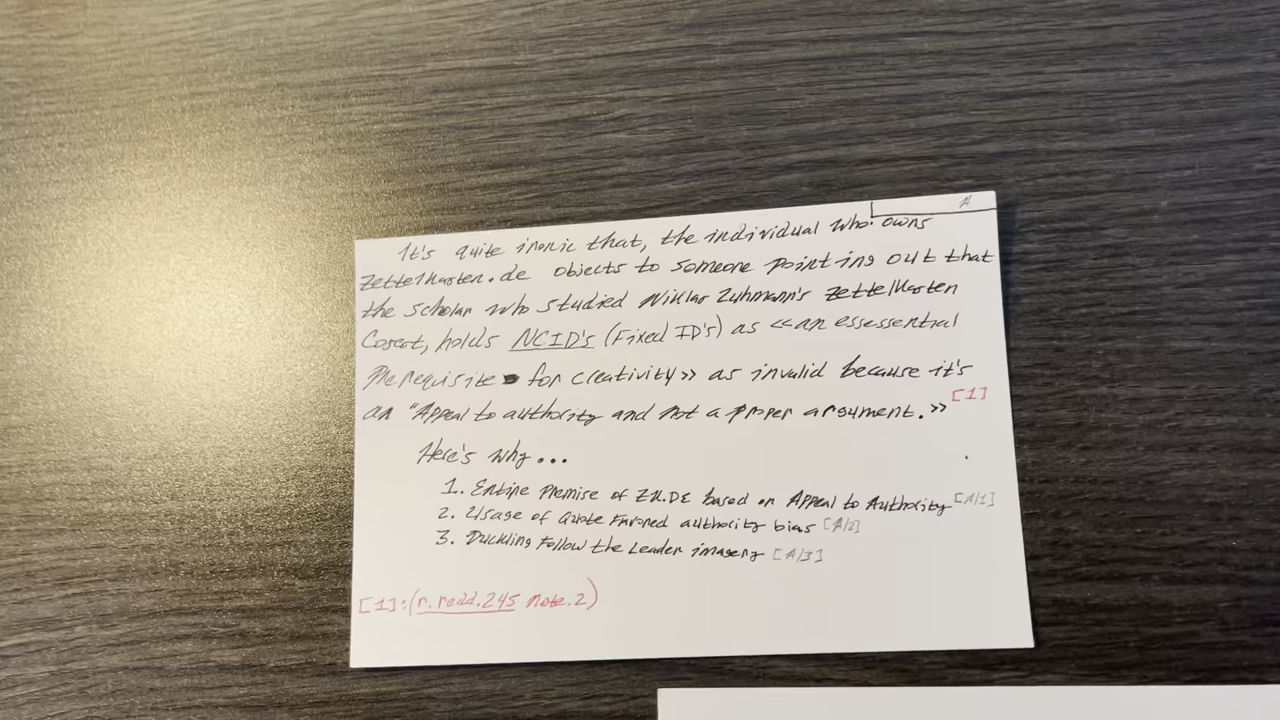 A
It's quite ironic that, the individual who owns
Zettelkasten.de objects to someone pointing out that
the scholar who studied Niklas Luhmann's Zettelkasten
holds NCID's (Fixed ID's) as << an essessential
Prerequisite for creativity >> as invalid because it's
an "Appeal to authority and not a proper argument. >> [1]
Here's why...
1. Entire Premise of ZK.DE based on Appeal to Authority [A/1]
2. Usage of Quote authority bias [A/2]
3. Duckling Follow the Leader imagery [A/3]
[1]: (r.redd.245 note.2)